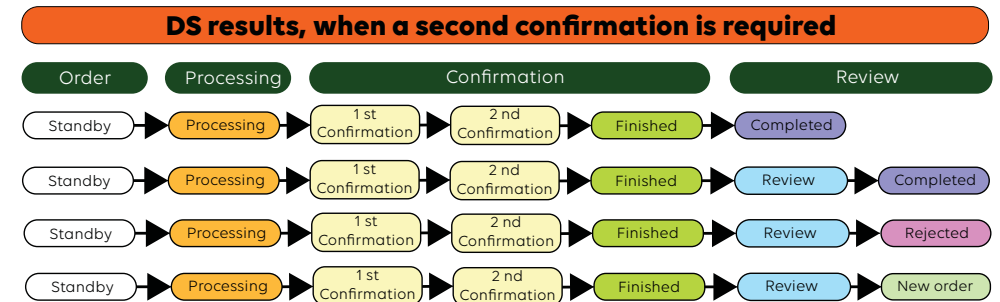 DS results, when a second confirmation is required
Order Processing Confirmation Review
Standby Processing 1 st Confirmation 2 nd Confirmation Finished Completed
Standby Processing 1 st Confirmation 2 nd Confirmation Finished Review Completed
Standby Processing 1 st Confirmation 2 nd Confirmation Finished Review Rejected
Standby Processing 1 st Confirmation 2 nd Confirmation Finished Review New order